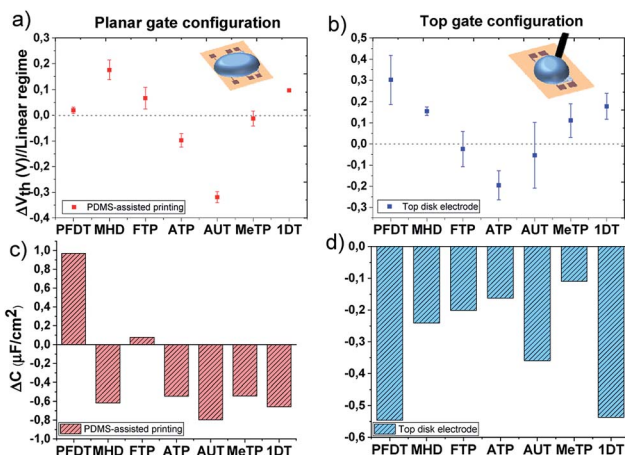 Planar gate configuration
Top gate configuration
a)
0,3
0,2
0,1
0,0
-0,1
-0,2
-0,3
-0,4
ΔVth (V)//Linear regime
PDMS-assisted printing
PFDT MHD FTP ATP AUT MeTP 1DT
b)
0,5
0,4
0,3
0,2
0,1
0,0
-0,1
-0,2
-0,3
Top disk electrode
PFDT MHD FTP ATP AUT MeTP 1DT
c)
1,0
0,8
0,6
0,4
0,2
0,0
-0,2
-0,4
-0,6
-0,8
-1,0
ΔC (μF/cm²)
PDMS-assisted printing
PFDT MHD FTP ATP AUT MeTP 1DT
d)
0,0
-0,1
-0,2
-0,3
-0,4
-0,5
-0,6
Top disk electrode
PFDT MHD FTP ATP AUT MeTP 1DT